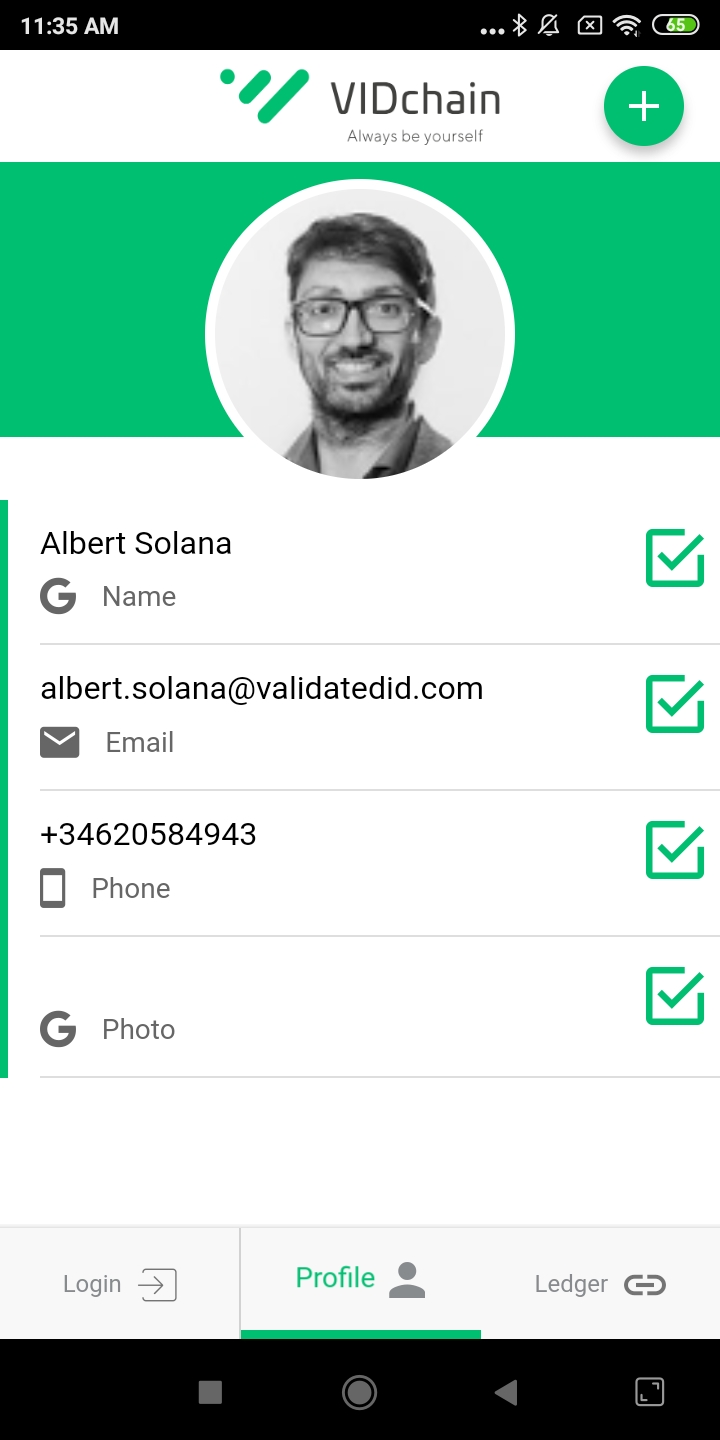 11:35 AM
65
VIDchain
Always be yourself
Albert Solana
Name
albert.solana@validatedid.com
Email
+34620584943
Phone
Photo
Login
Profile
Ledger